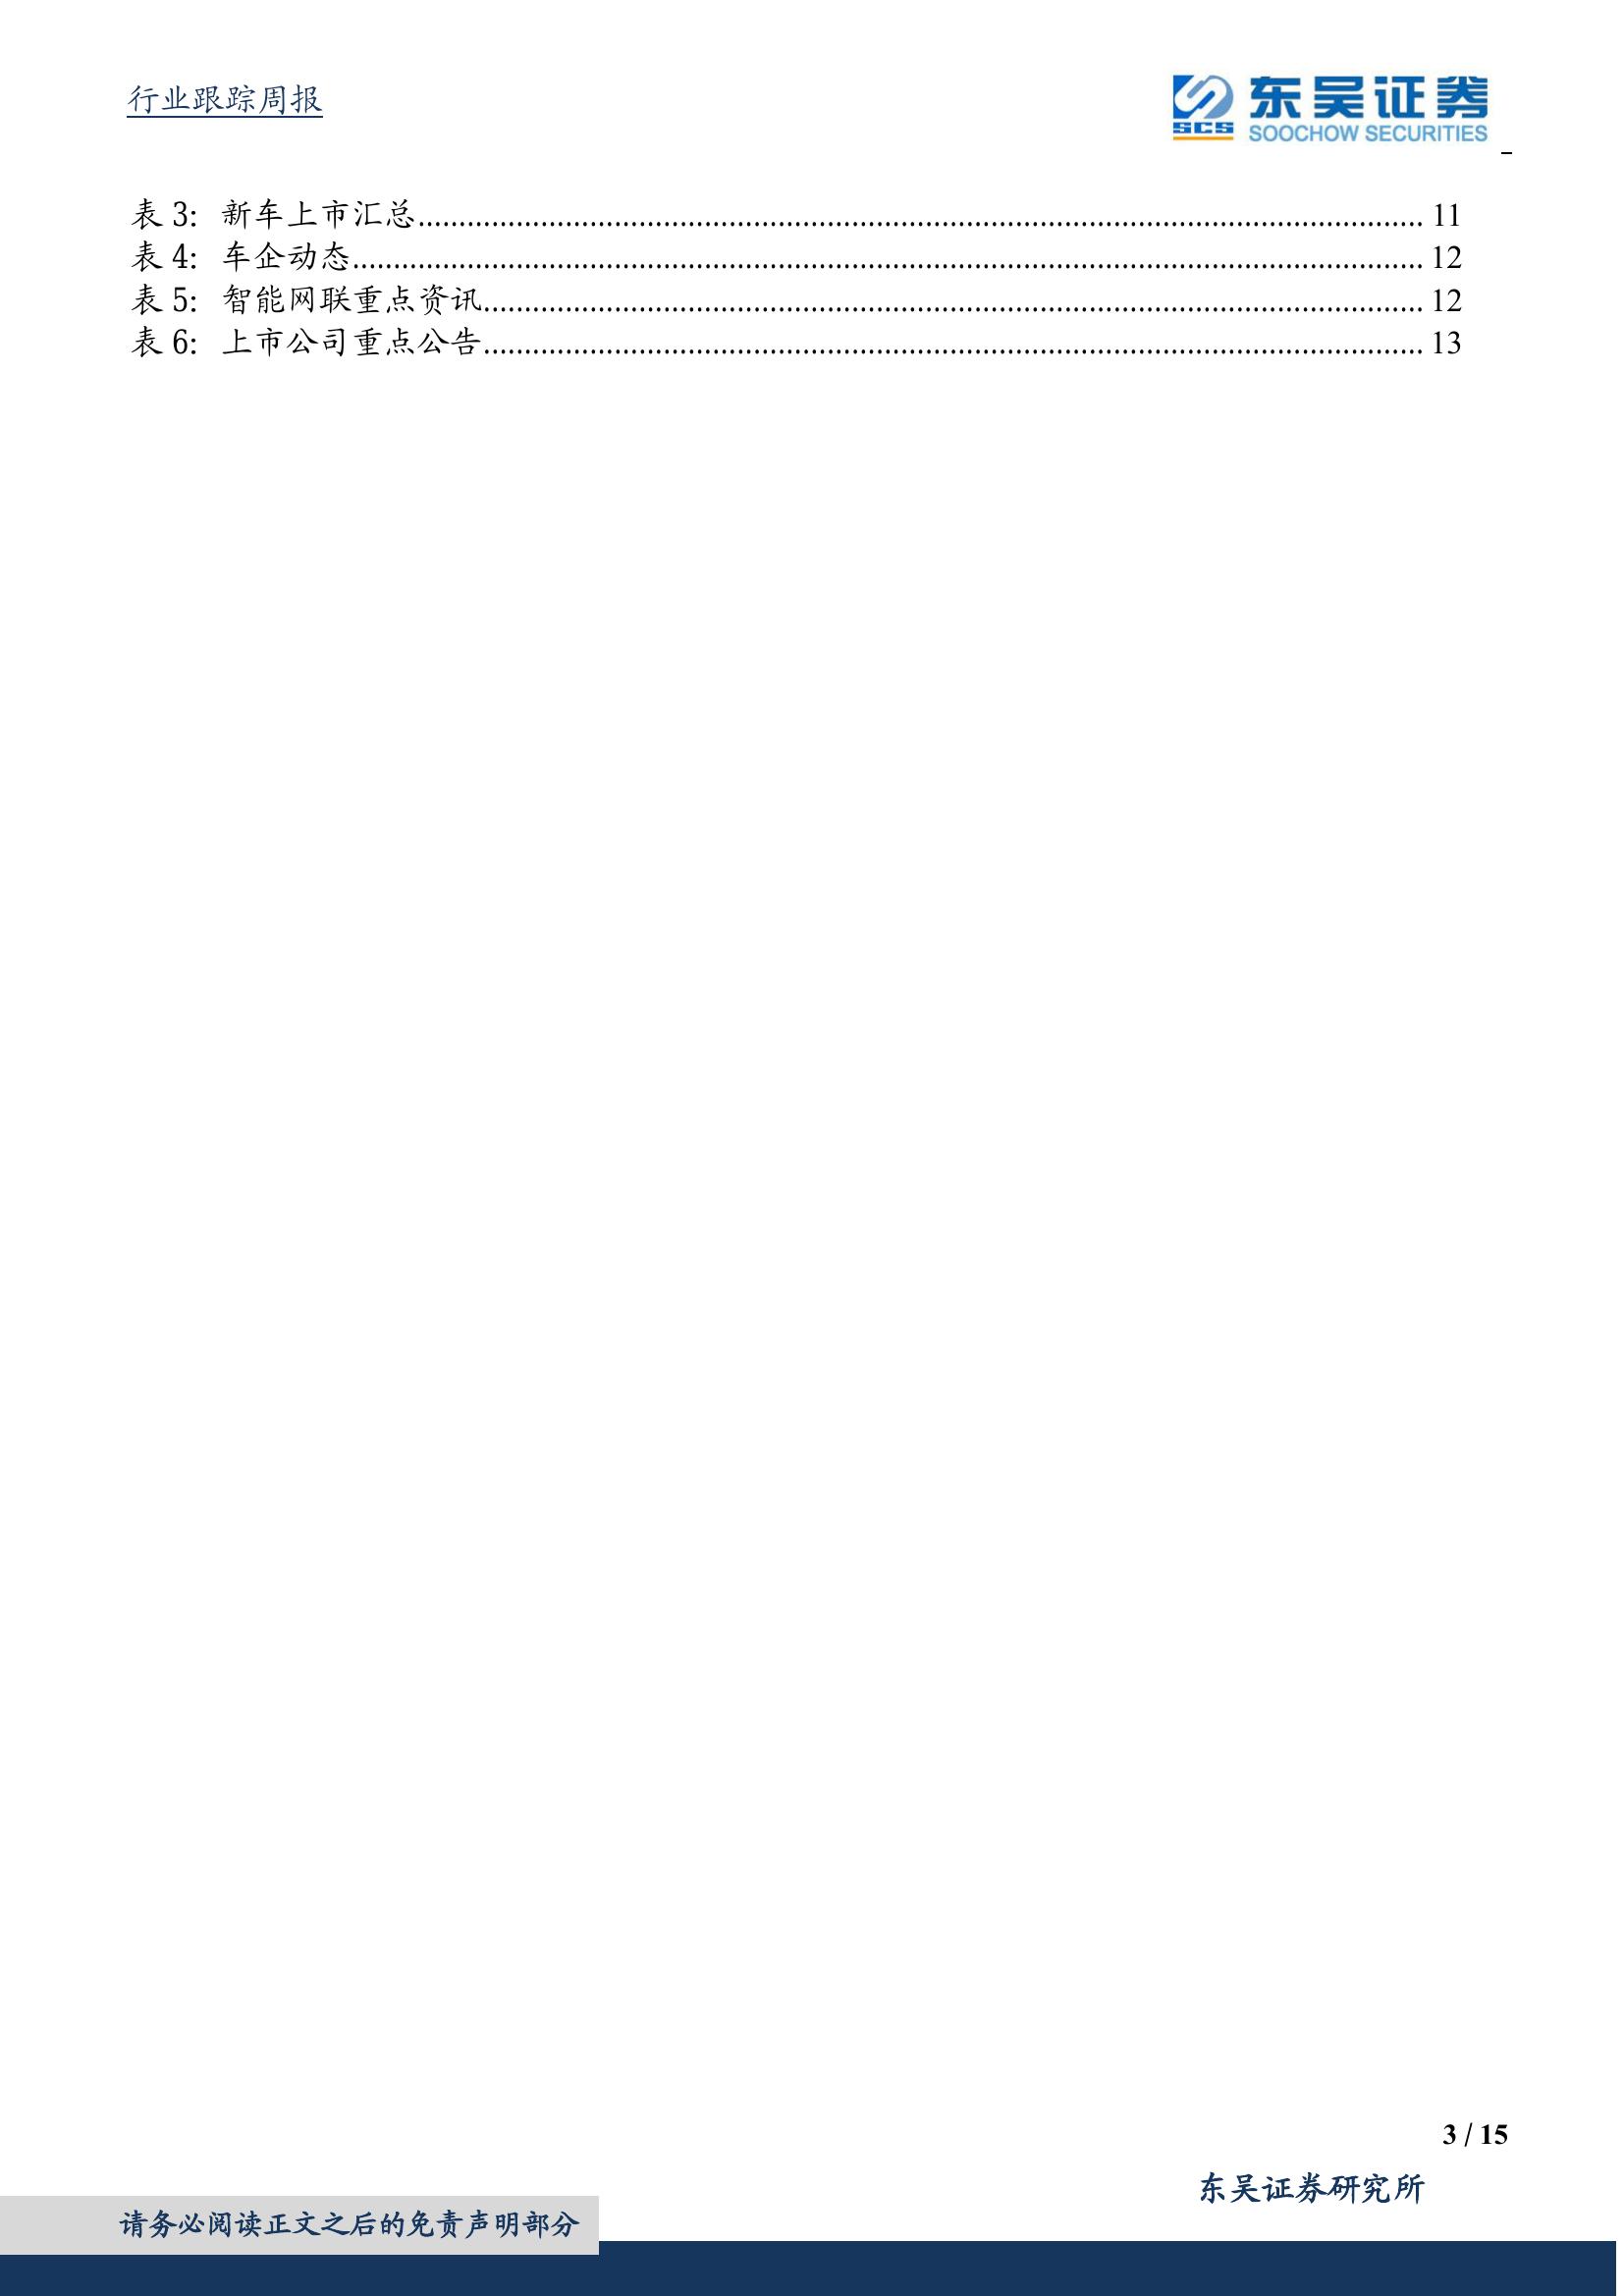 行业跟踪周报
SCS
东吴证券
SOOCHOW SECURITIES
表 3: 新车上市汇总........................................................................................................................ 11
表 4: 车企动态................................................................................................................................ 12
表 5: 智能网联重点资讯................................................................................................................ 12
表 6: 上市公司重点公告................................................................................................................ 13
3 / 15
东吴证券研究所
请务必阅读正文之后的免责声明部分